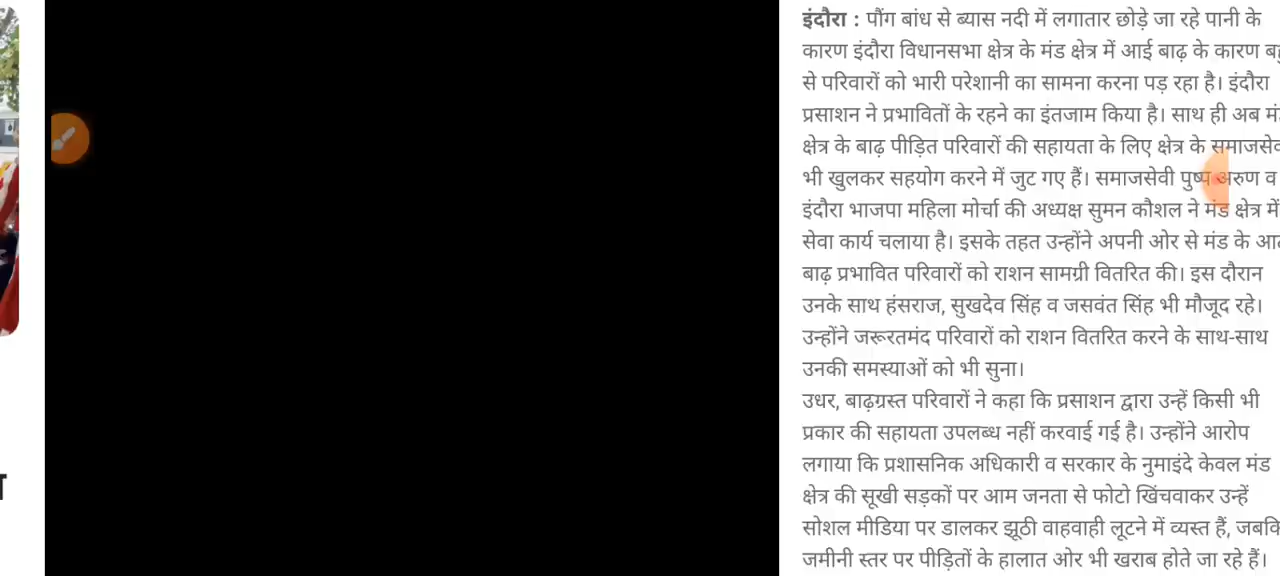 इंदौरा : पौंग बांध से ब्यास नदी में लगातार छोड़े जा रहे पानी के
कारण इंदौरा विधानसभा क्षेत्र के मंड क्षेत्र में आई बाढ़ के कारण
से परिवारों को भारी परेशानी का सामना करना पड़ रहा है। इंदौरा
प्रसाशन ने प्रभावितों के रहने का इंतजाम किया है। साथ ही अब
क्षेत्र के बाढ़ पीड़ित परिवारों की सहायता के लिए क्षेत्र के
भी खुलकर सहयोग करने में जुट गए हैं। समाजसेवी पुष्प अरुण व
इंदौरा भाजपा महिला मोर्चा की अध्यक्ष सुमन कौशल ने मंड क्षेत्र में
सेवा कार्य चलाया है। इसके तहत उन्होंने अपनी ओर से मंड के
बाढ़ प्रभावित परिवारों को राशन सामग्री वितरित की। इस दौरान
उनके साथ हंसराज, सुखदेव सिंह व जसवंत सिंह भी मौजूद रहे।
उन्होंने जरूरतमंद परिवारों को राशन वितरित करने के साथ-साथ
उनकी समस्याओं को भी सुना।
उधर, बाढ़ग्रस्त परिवारों ने कहा कि प्रसाशन द्वारा उन्हें किसी भी
प्रकार की सहायता उपलब्ध नहीं करवाई गई है। उन्होंने आरोप
लगाया कि प्रशासनिक अधिकारी व सरकार के नुमाइंदे केवल मंड
क्षेत्र की सूखी सड़कों पर आम जनता से फोटो खिंचवाकर उन्हें
सोशल मीडिया पर डालकर झूठी वाहवाही लूटने में व्यस्त हैं,
जमीनी स्तर पर पीड़ितों के हालात ओर भी खराब होते जा रहे हैं।